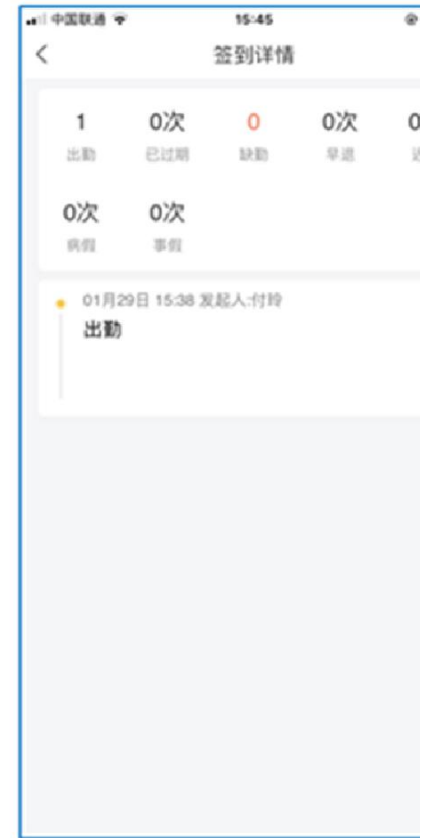 中国联通 15:45
签到详情
1 0次 0 0次 0
出勤 已过期 缺勤 早退
0次 0次
病假 事假
01月29日 15:38 发起人:付玲
出勤